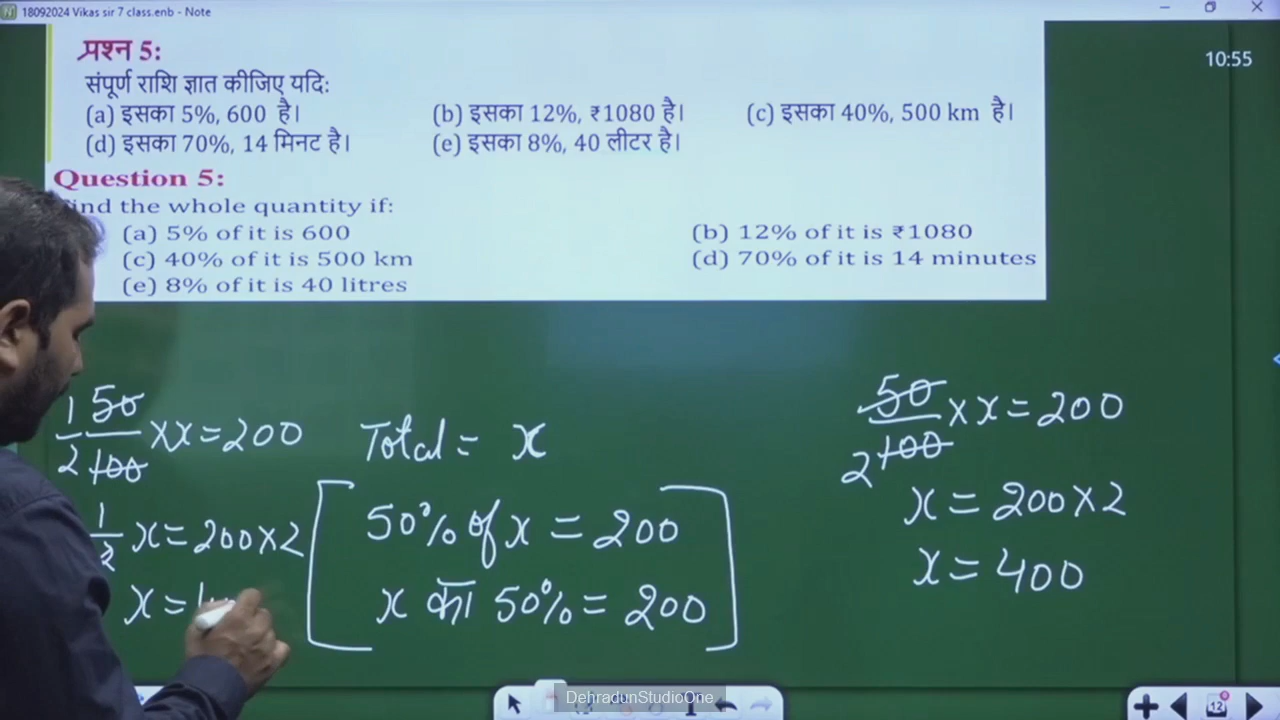 18092024 Vikas sir 7 class.enb - Note
10:55
प्रश्न 5:
संपूर्ण राशि ज्ञात कीजिए यदि:
(a) इसका 5%, 600 है। (b) इसका 12%, ₹1080 है। (c) इसका 40%, 500 km है।
(d) इसका 70%, 14 मिनट है। (e) इसका 8%, 40 लीटर है।
Question 5:
ind the whole quantity if:
(a) 5% of it is 600 (b) 12% of it is ₹1080
(c) 40% of it is 500 km (d) 70% of it is 14 minutes
(e) 8% of it is 40 litres
1 50
2 100 × x = 200
1/2 x = 200 × 2
x =
Total = x
50% of x = 200
x का 50% = 200
50
2 100 × x = 200
x = 200 × 2
x = 400
DehradunStudioOne
12